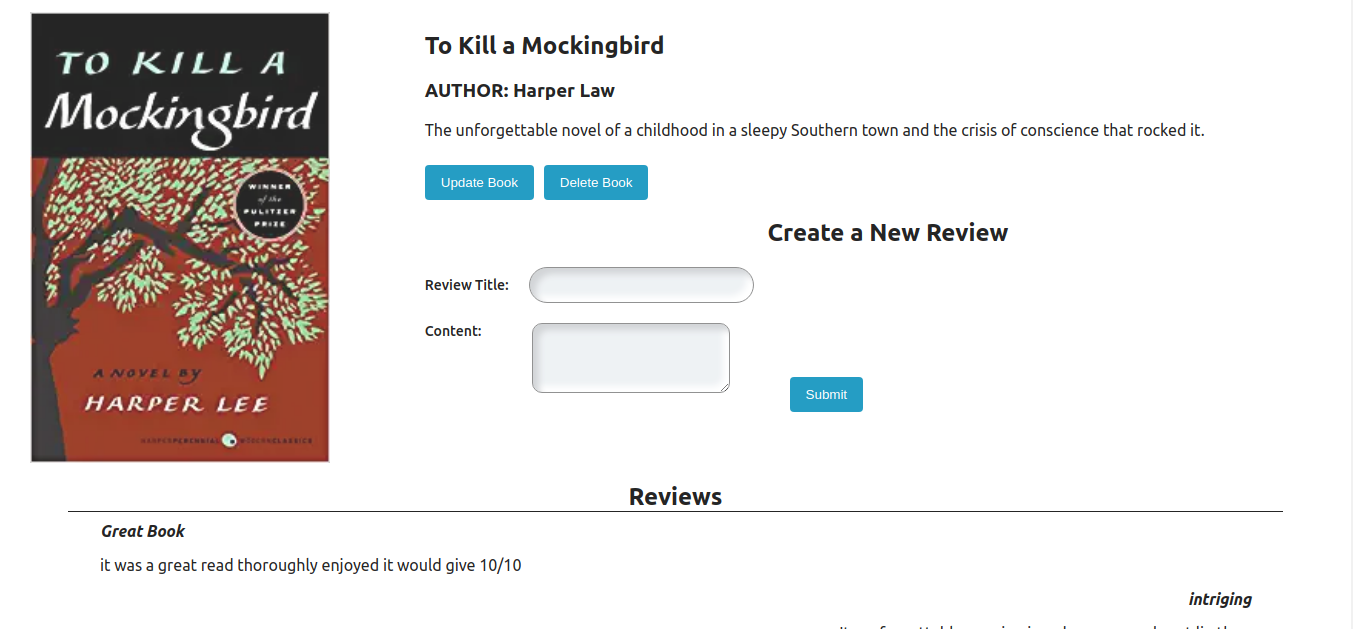 TO KILL A
Mockingbird
WINNER
of the
PULITZER
PRIZE
A NOVEL BY
HARPER LEE
HARPERPERENNIAL MODERNCLASSICS
To Kill a Mockingbird
AUTHOR: Harper Law
The unforgettable novel of a childhood in a sleepy Southern town and the crisis of conscience that rocked it.
Update Book Delete Book
Create a New Review
Review Title:
Content:
Submit
Reviews
Great Book
it was a great read thoroughly enjoyed it would give 10/10
intriging